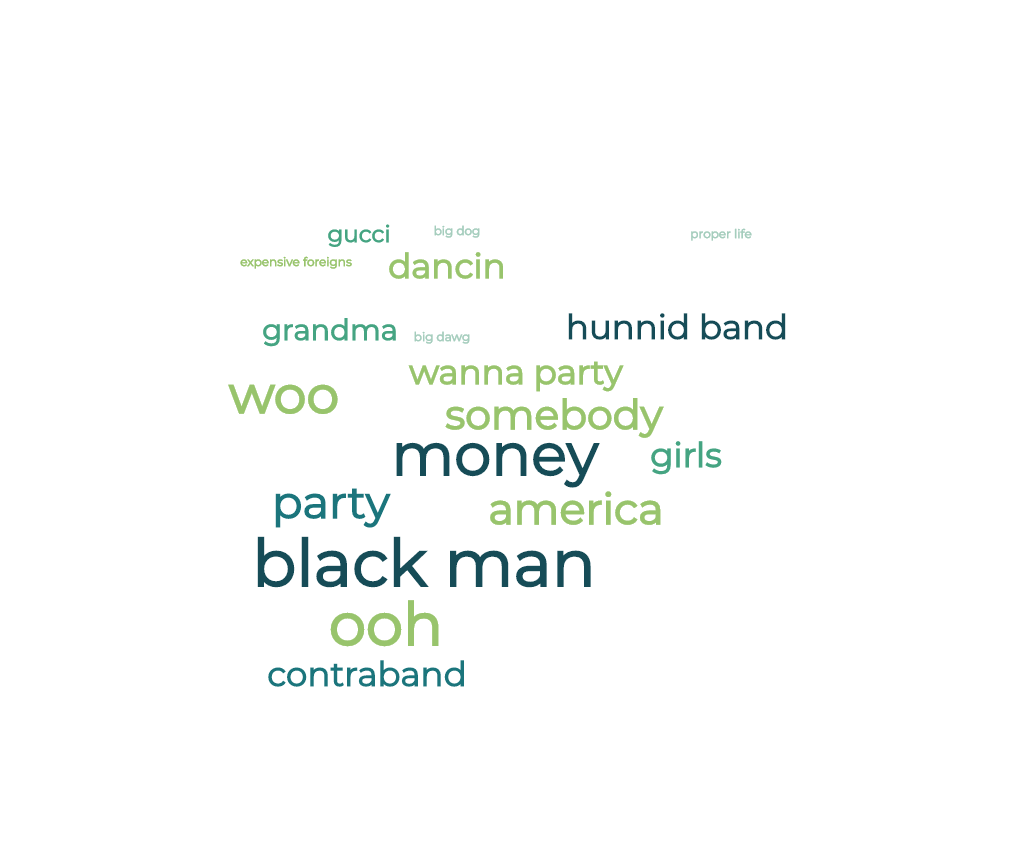 gucci
big dog
proper life
expensive foreigns
dancin
grandma
big dawg
hunnid band
wanna party
woo
somebody
money
girls
party
america
black man
ooh
contraband